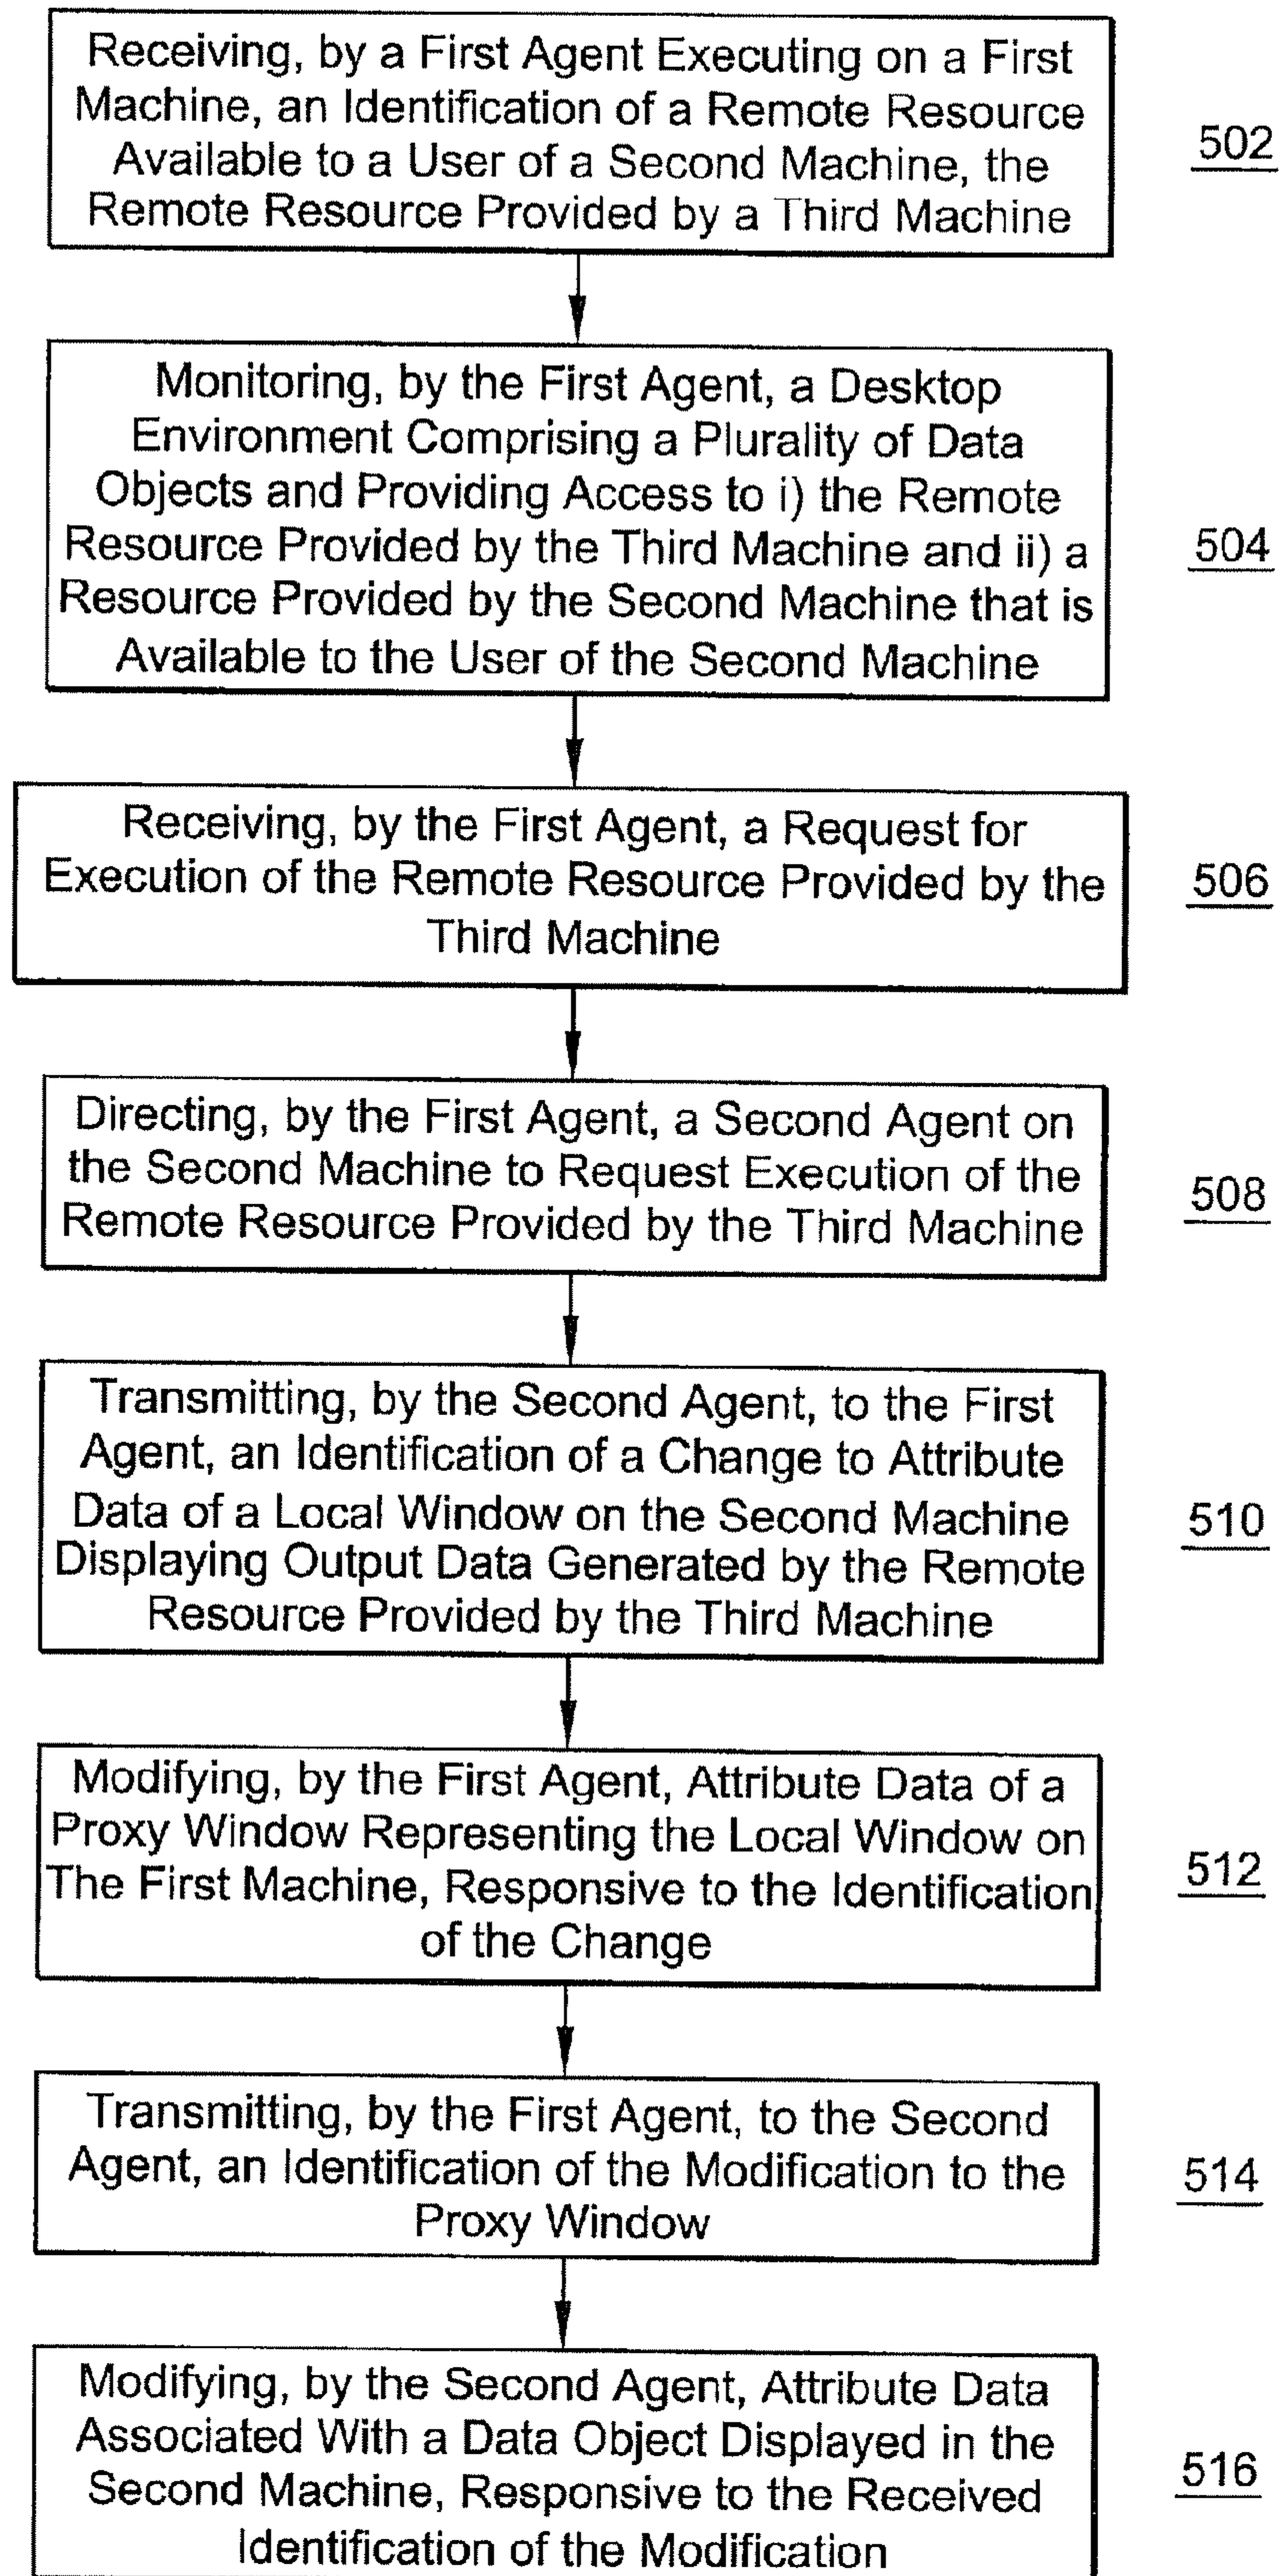 Receiving, by a First Agent Executing on a First
Machine, an Identification of a Remote Resource
Available to a User of a Second Machine, the
Remote Resource Provided by a Third Machine
502
Monitoring, by the First Agent, a Desktop
Environment Comprising a Plurality of Data
Objects and Providing Access to i) the Remote
Resource Provided by the Third Machine and ii) a
Resource Provided by the Second Machine that is
Available to the User of the Second Machine
504
Receiving, by the First Agent, a Request for
Execution of the Remote Resource Provided by the
Third Machine
506
Directing, by the First Agent, a Second Agent on
the Second Machine to Request Execution of the
Remote Resource Provided by the Third Machine
508
Transmitting, by the Second Agent, to the First
Agent, an Identification of a Change to Attribute
Data of a Local Window on the Second Machine
Displaying Output Data Generated by the Remote
Resource Provided by the Third Machine
510
Modifying, by the First Agent, Attribute Data of a
Proxy Window Representing the Local Window on
The First Machine, Responsive to the Identification
of the Change
512
Transmitting, by the First Agent, to the Second
Agent, an Identification of the Modification to the
Proxy Window
514
Modifying, by the Second Agent, Attribute Data
Associated With a Data Object Displayed in the
Second Machine, Responsive to the Received
Identification of the Modification
516